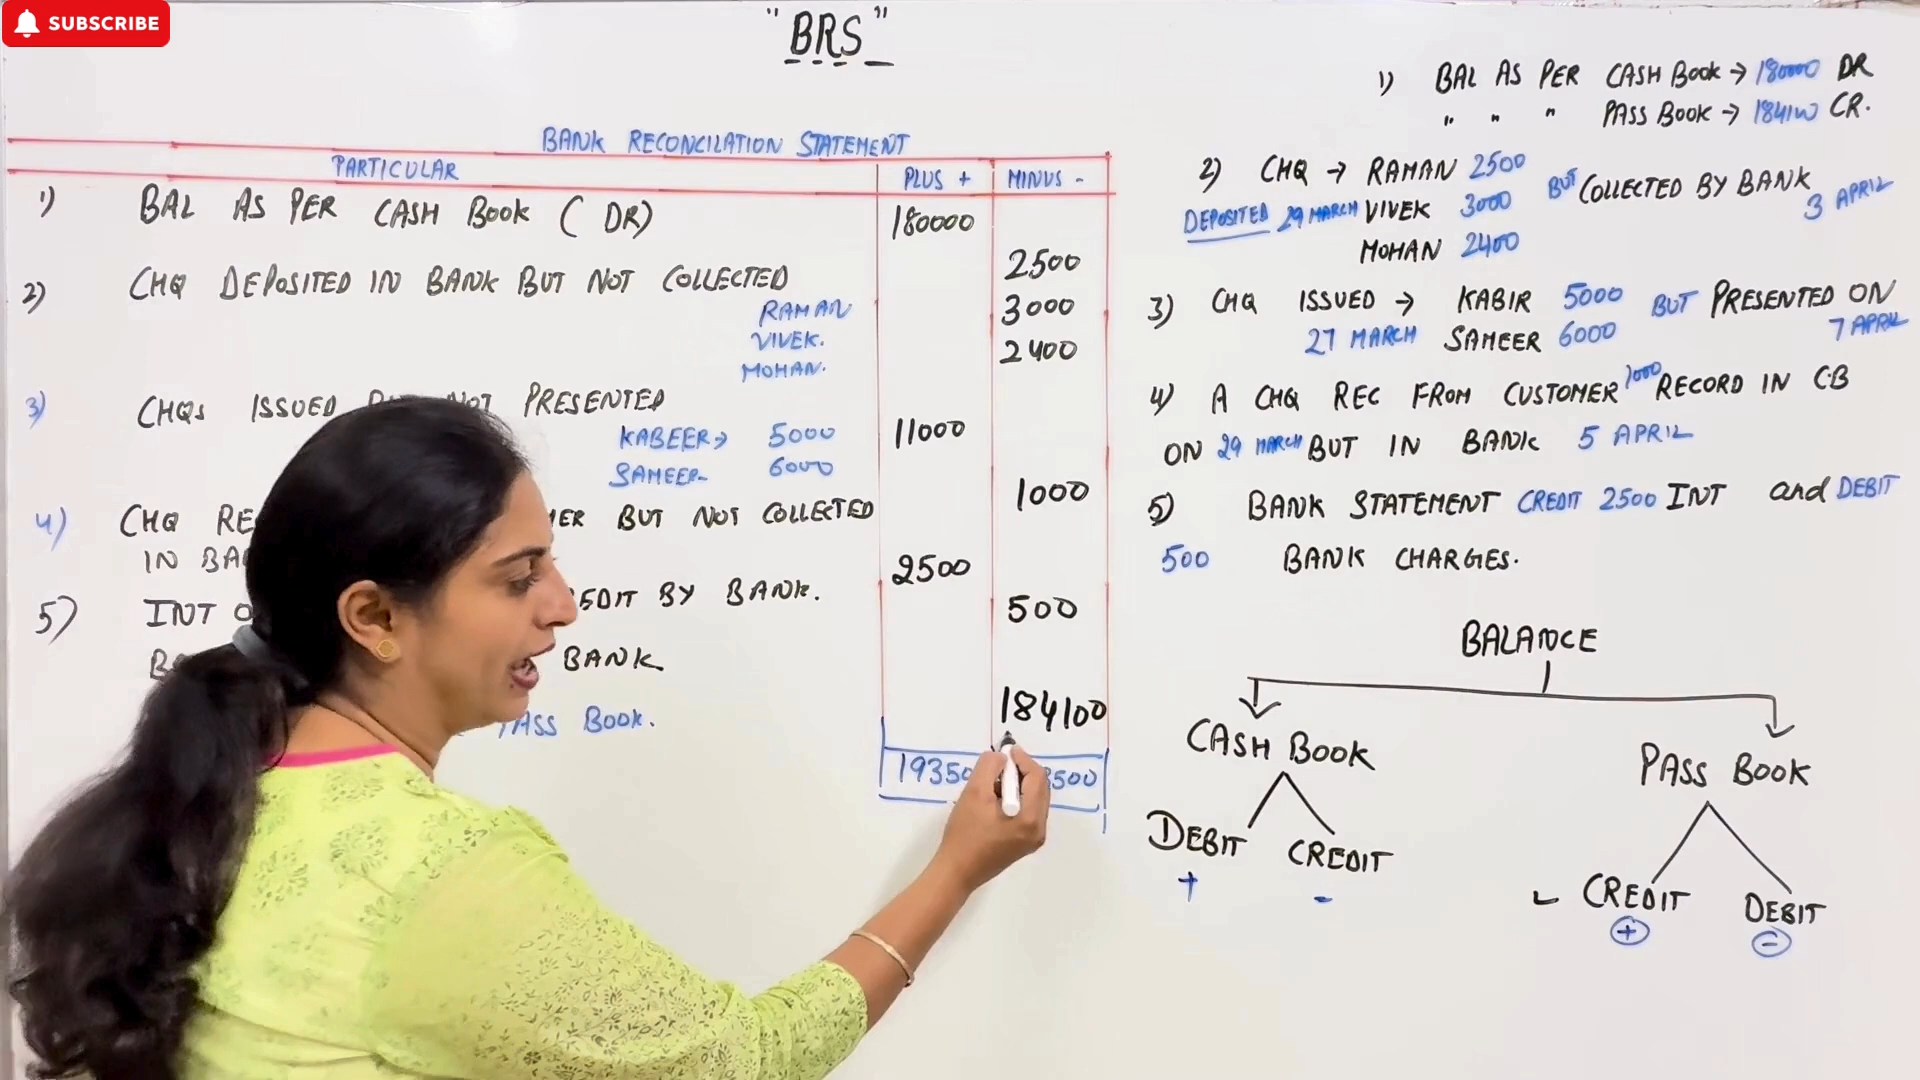 SUBSCRIBE
"BRS"
BANK RECONCILATION STATEMENT
PARTICULAR PLUS + MINUS -
1) BAL AS PER CASH BOOK ( DR) 180000
2) CHQ DEPOSITED IN BANK BUT NOT COLLECTED 2500
RAMAN 3000
VIVEK. 2400
MOHAN.
3) CHQs ISSUED NOT PRESENTED
KABEER→ 5000 11000
SAMEER- 6000
4) CHQ BUT NOT COLLECTED 1000
IN
5) INT BY BANK. 2500
BANK 500
PASS BOOK. 184100
1) BAL AS PER CASH BOOK → 180000 DR
" " " PASS BOOK → 184100 CR.
2) CHQ → RAMAN 2500 BUT COLLECTED BY BANK
DEPOSITED 29 MARCH VIVEK 3000 3 APRIL
MOHAN 2400
3) CHQ ISSUED → KABIR 5000 BUT PRESENTED ON
27 MARCH SAMEER 6000 7 APRIL
4) A CHQ REC FROM CUSTOMER 1000 RECORD IN C·B
ON 29 MARCH BUT IN BANK 5 APRIL
5) BANK STATEMENT CREDIT 2500 INT and DEBIT
500 BANK CHARGES.
BALANCE
CASH BOOK PASS BOOK
DEBIT CREDIT
+ -
CREDIT DEBIT
+ -